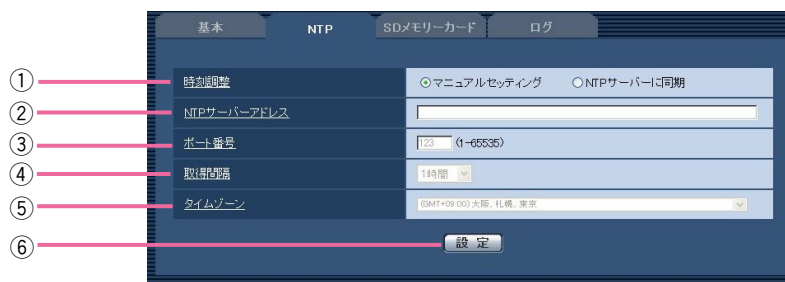 基本 NTP SDメモリーカード ログ
① 時刻調整 マニュアルセッティング NTPサーバーに同期
② NTPサーバーアドレス
③ ポート番号 123 (1-65535)
④ 取得間隔 1時間
⑤ タイムゾーン (GMT+09:00)大阪、札幌、東京
⑥ 設定